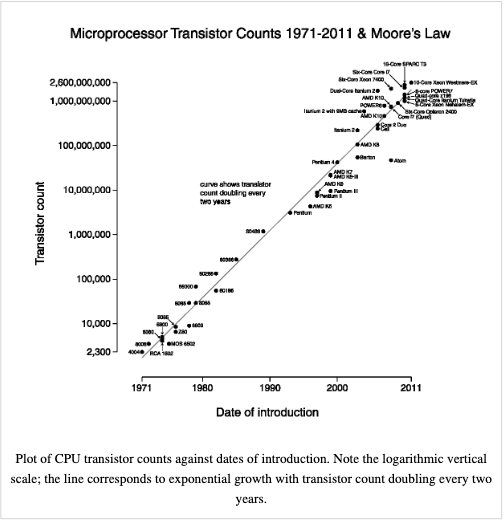 Microprocessor Transistor Counts 1971-2011 & Moore's Law
16-Core SPARC T3
Six-Core Core i7
Six-Core Xeon 7400
10-Core Xeon Westmere-EX
Dual-Core Itanium 2
8-core POWER7
Quad-core z196
AMD K10
Quad-Core Itanium Tukwila
8-Core Xeon Nehalem-EX
POWER6
Six-Core Opteron 2400
Itanium 2 with 9MB cache
AMD K10
Core i7 (Quad)
Core 2 Duo
Itanium 2
Cell
AMD K8
Barton
Pentium 4
Atom
AMD K7
AMD K6-III
AMD K6
Pentium III
Pentium II
AMD K5
Pentium
80486
80386
80286
80186
68000
8086
8088
8085
6800
6809
8080
Z80
8008
MOS 6502
4004
RCA 1802
curve shows transistor
count doubling every
two years
2,600,000,000
1,000,000,000
100,000,000
10,000,000
1,000,000
100,000
10,000
2,300
Transistor count
1971
1980
1990
2000
2011
Date of introduction
Plot of CPU transistor counts against dates of introduction. Note the logarithmic vertical
scale; the line corresponds to exponential growth with transistor count doubling every two
years.